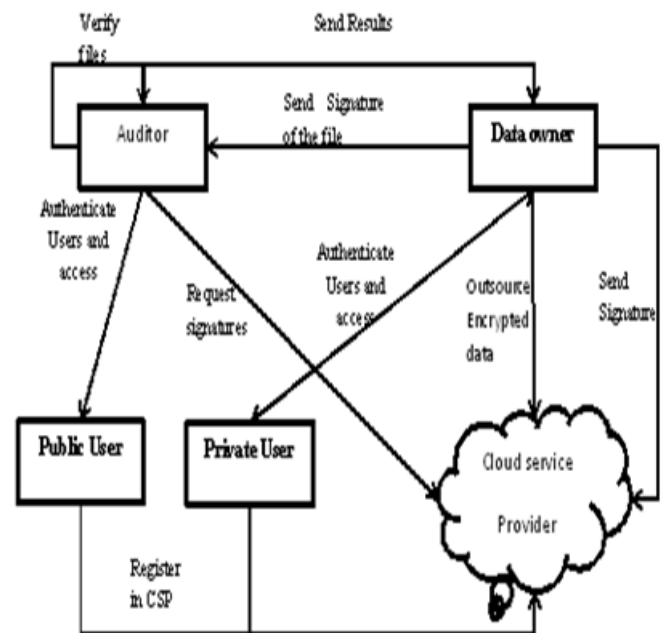 Verify
files
Send Results
Send Signature
of the file
Auditor
Data owner
Authenticate
Users and
access
Request
signatures
Authenticate
Users and
access
Outsource
Encrypted
data
Send
Signature
Public User
Private User
Cloud service
Provider
Register
in CSP